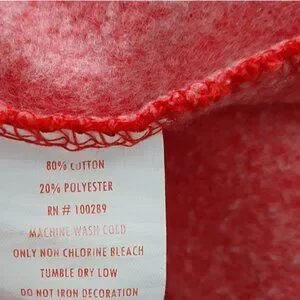 80% COTTON
20% POLYESTER
RN # 100289
MACHINE WASH COLD
ONLY NON CHLORINE BLEACH
TUMBLE DRY LOW
DO NOT IRON DECORATION